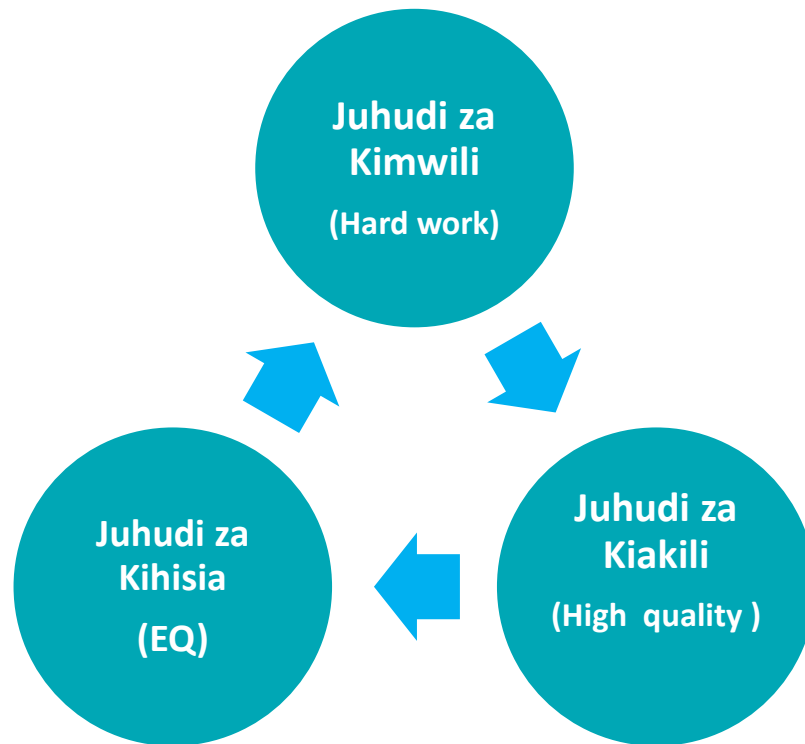 Juhudi za
Kimwili
(Hard work)
Juhudi za
Kiakili
(High quality )
Juhudi za
Kihisia
(EQ)